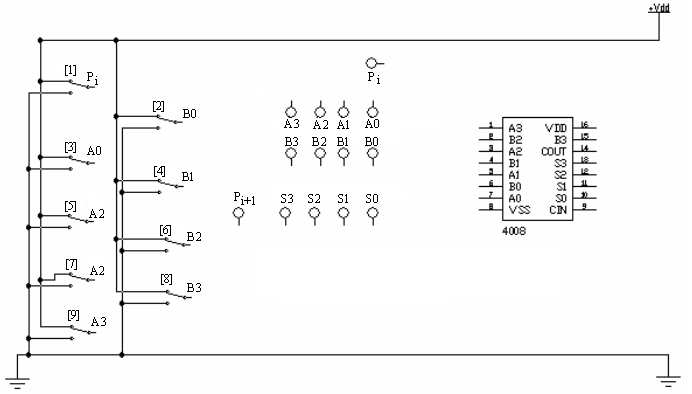 +Vdd
[1] Pi
[2] B0
[3] A0
[4] B1
[5] A2
[6] B2
[7] A2
[8] B3
[9] A3
Pi
A3 A2 A1 A0
B3 B2 B1 B0
Pi+1 S3 S2 S1 S0
1 A3 VDD 16
2 B2 B3 15
3 A2 COUT 14
4 B1 S3 13
5 A1 S2 12
6 B0 S1 11
7 A0 S0 10
8 VSS CIN 9
4008